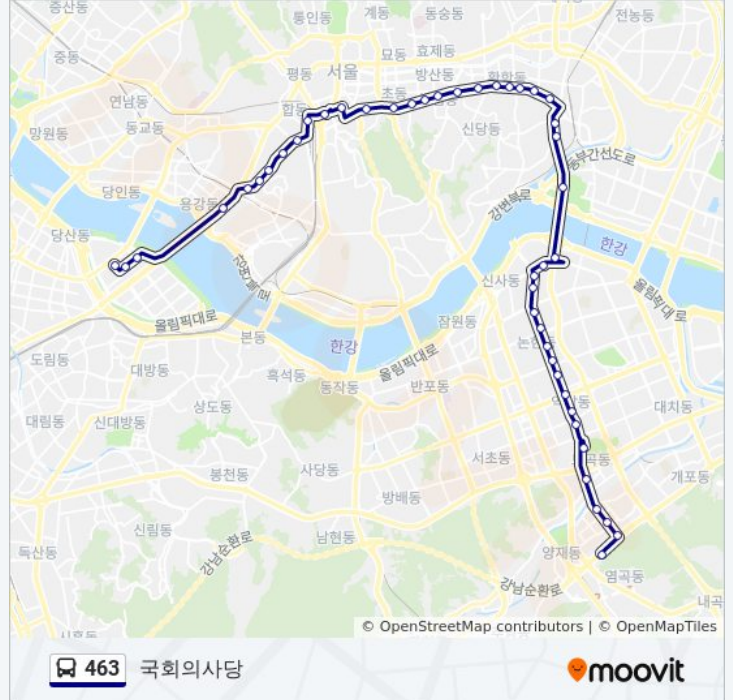 중산동
통인동
계동
동숭동
전농동
중동
묘동
효제동
평동
서울
방산동
황학동
초동
연남동
합동
망원동
동교동
신당동
동부간선도로
당인동
용강동
강변북로
당산동
한강
강변북로
신사동
올림픽대로
올림픽대로
잠원동
본동
한강
논현동
도림동
대방동
흑석동
동작동
올림픽대로
반포동
상도동
대치동
대림동
신대방동
서초동
봉천동
사당동
개포동
방배동
신림동
남현동
독산동
강남순환로
양재동
염곡동
강남순환로
내곡
시흥동
© OpenStreetMap contributors | © OpenMapTiles
463 국회의사당
moovit